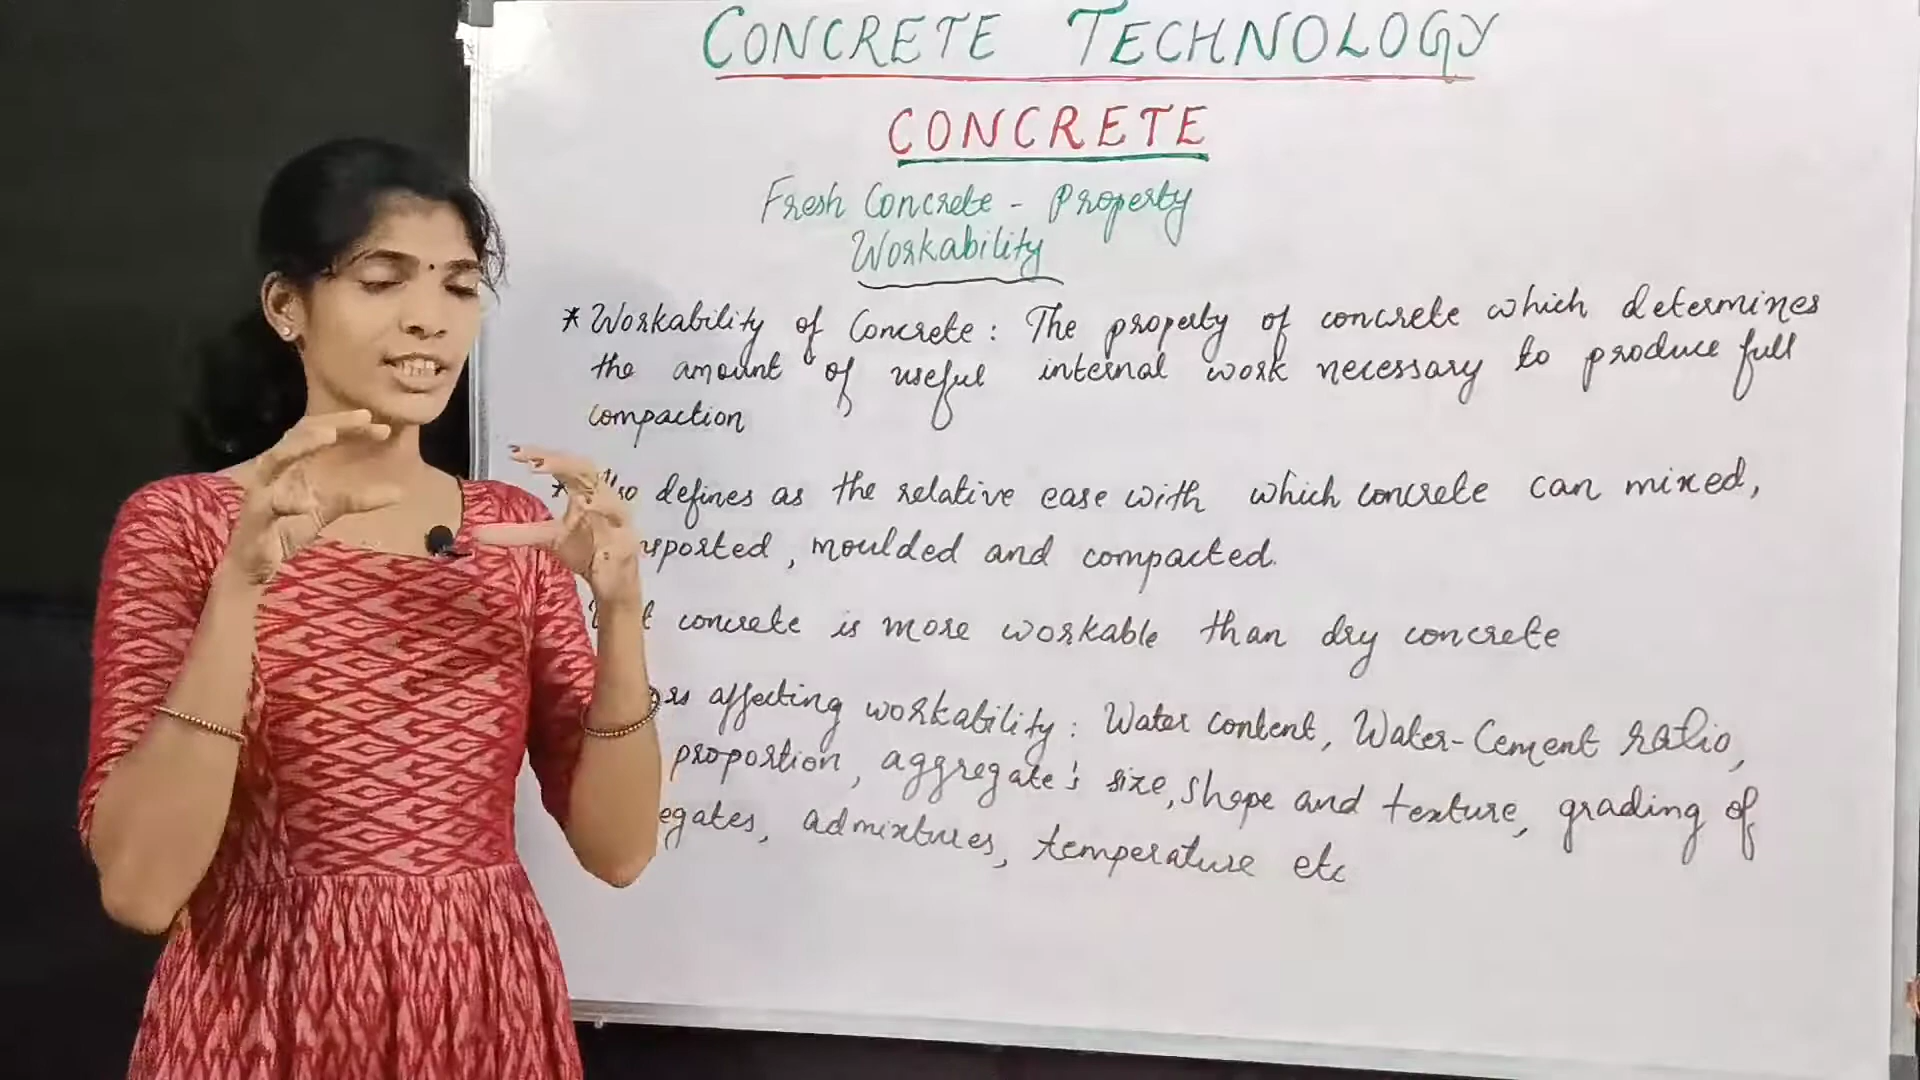 CONCRETE TECHNOLOGY
CONCRETE
Fresh Concrete - Property
Workability
* Workability of Concrete : The property of concrete which determines
the amount of useful internal work necessary to produce full
compaction
* defines as the relative ease with which concrete can mixed,
, moulded and compacted.
concrete is more workable than dry concrete
affecting workability : Water content, Water-Cement ratio,
proportion, aggregate's size, shape and texture, grading of
admixtures, temperature etc